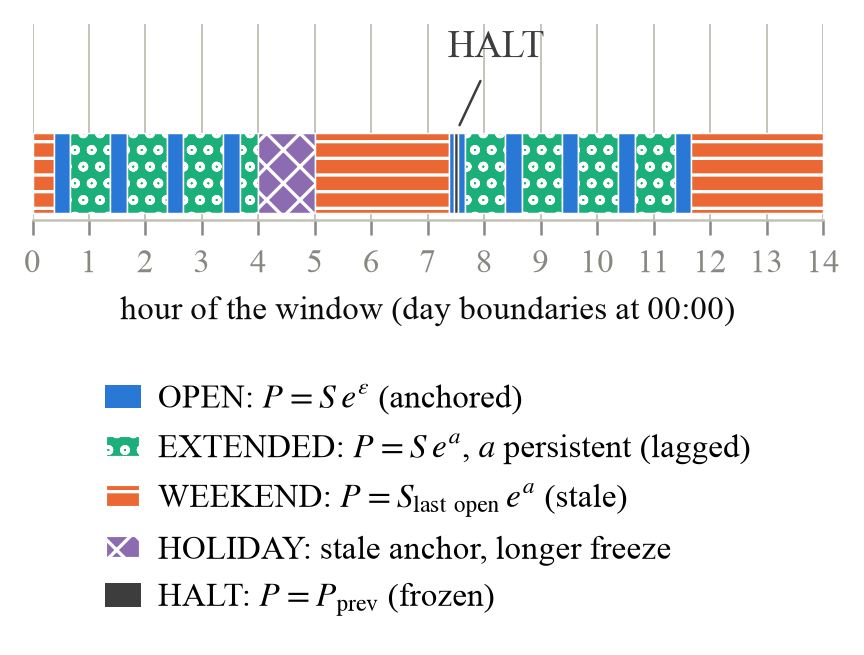 HALT
0 1 2 3 4 5 6 7 8 9 10 11 12 13 14
hour of the window (day boundaries at 00:00)
OPEN: P = S e^ε (anchored)
EXTENDED: P = S e^a, a persistent (lagged)
WEEKEND: P = S_last open e^a (stale)
HOLIDAY: stale anchor, longer freeze
HALT: P = P_prev (frozen)